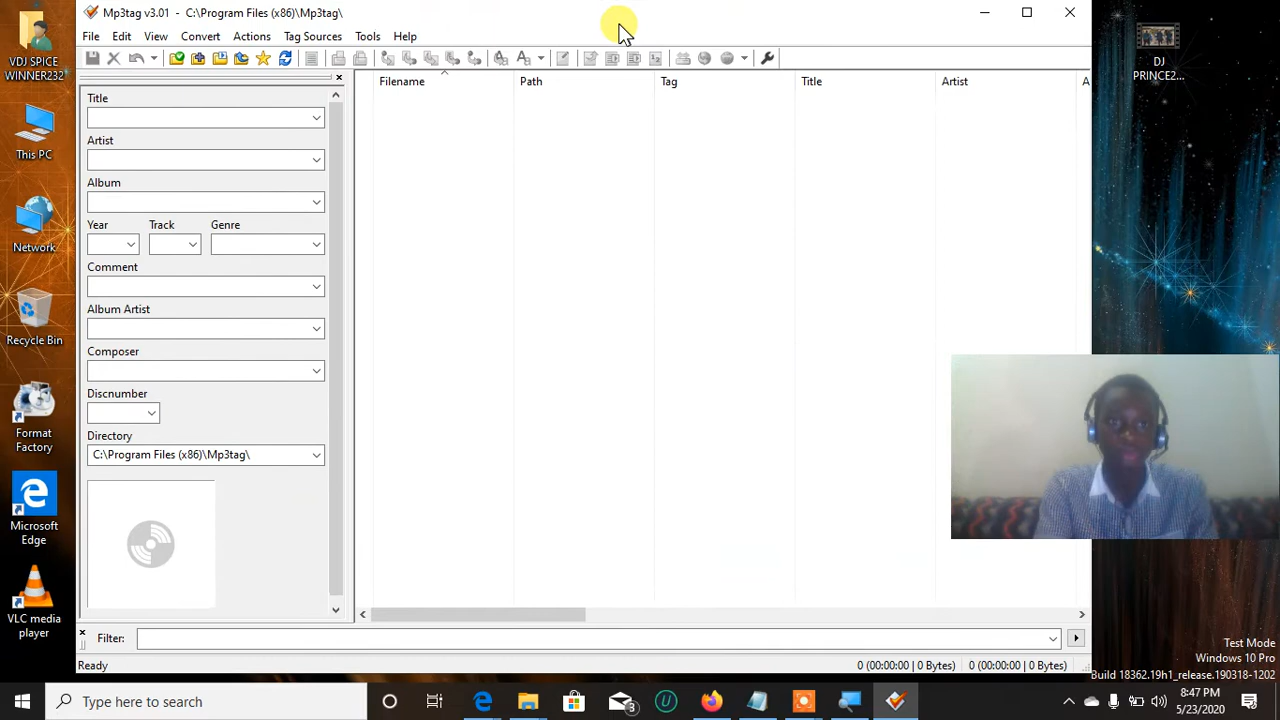 VDJ SPICE
WINNER232
This PC
Network
Recycle Bin
Format
Factory
Microsoft
Edge
VLC media
player
Mp3tag v3.01 - C:\Program Files (x86)\Mp3tag\
File Edit View Convert Actions Tag Sources Tools Help
Title
Artist
Album
Year Track Genre
Comment
Album Artist
Composer
Discnumber
Directory
C:\Program Files (x86)\Mp3tag\
Filename Path Tag Title Artist A
Filter:
Ready 0 (00:00:00 | 0 Bytes) 0 (00:00:00 | 0 Bytes)
DJ
PRINCE2...
Test Mode
Windows 10 Pro
Build 18362.19h1_release.190318-1202
Type here to search
3
8:47 PM
5/23/2020